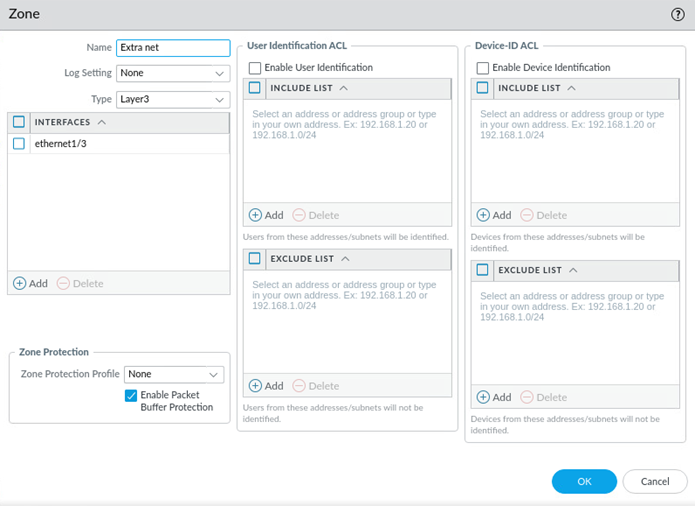 Zone
Name Extra net
Log Setting None
Type Layer3
INTERFACES
ethernet1/3
Add Delete
Zone Protection
Zone Protection Profile None
Enable Packet
Buffer Protection
User Identification ACL
Enable User Identification
INCLUDE LIST
Select an address or address group or type
in your own address. Ex: 192.168.1.20 or
192.168.1.0/24
Add Delete
Users from these addresses/subnets will be identified.
EXCLUDE LIST
Select an address or address group or type
in your own address. Ex: 192.168.1.20 or
192.168.1.0/24
Add Delete
Users from these addresses/subnets will not be
identified.
Device-ID ACL
Enable Device Identification
INCLUDE LIST
Select an address or address group or type
in your own address. Ex: 192.168.1.20 or
192.168.1.0/24
Add Delete
Devices from these addresses/subnets will be
identified.
EXCLUDE LIST
Select an address or address group or type
in your own address. Ex: 192.168.1.20 or
192.168.1.0/24
Add Delete
Devices from these addresses/subnets will not be
identified.
OK Cancel